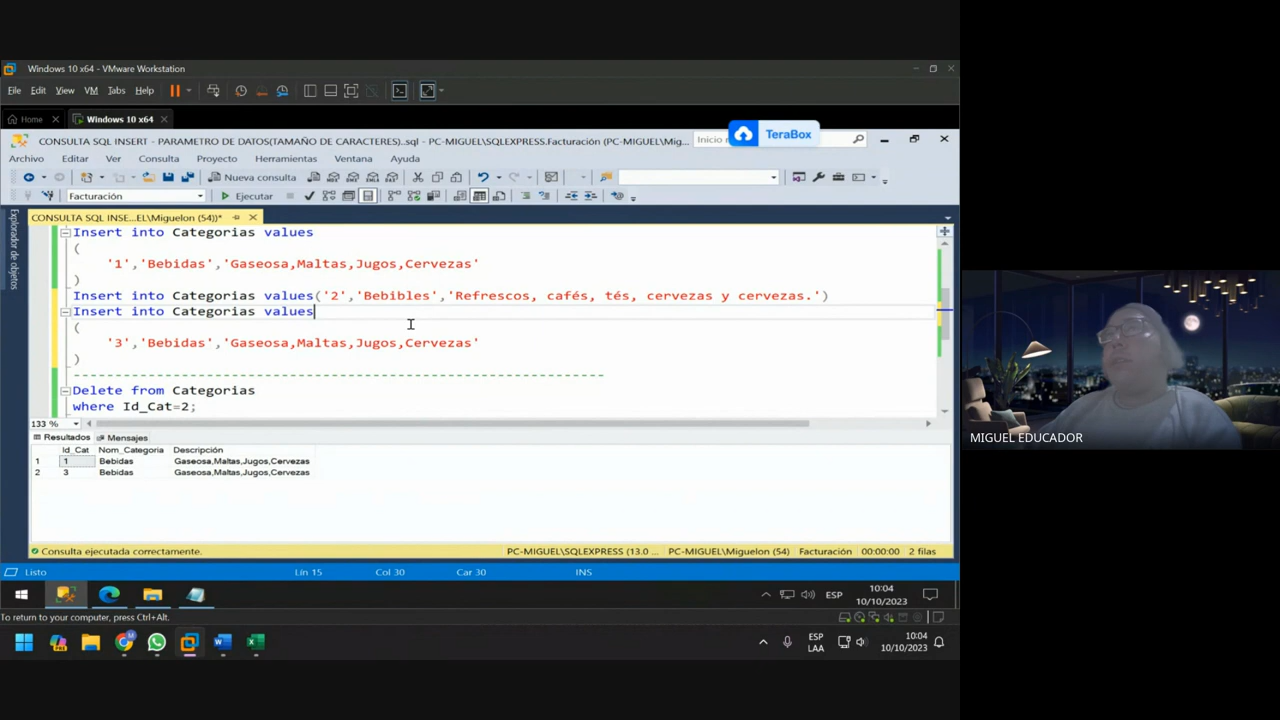 Windows 10 x64 - VMware Workstation
File Edit View VM Tabs Help
Home Windows 10 x64
CONSULTA SQL INSERT - PARAMETRO DE DATOS(TAMAÑO DE CARACTERES)..sql - PC-MIGUEL\SQLEXPRESS.Facturación (PC-MIGUEL\Mig... Inicio
TeraBox
Archivo Editar Ver Consulta Proyecto Herramientas Ventana Ayuda
Nueva consulta
Facturación Ejecutar
Explorador de objetos
CONSULTA SQL INSE...EL\Miguelon (54))*
Insert into Categorias values
(
'1','Bebidas','Gaseosa,Maltas,Jugos,Cervezas'
)
Insert into Categorias values('2','Bebibles','Refrescos, cafés, tés, cervezas y cervezas.')
Insert into Categorias values
(
'3','Bebidas','Gaseosa,Maltas,Jugos,Cervezas'
)
----------------------------------------------------------------
Delete from Categorias
where Id_Cat=2;
133 %
Resultados Mensajes
Id_Cat Nom_Categoria Descripción
1 1 Bebidas Gaseosa,Maltas,Jugos,Cervezas
2 3 Bebidas Gaseosa,Maltas,Jugos,Cervezas
Consulta ejecutada correctamente. PC-MIGUEL\SQLEXPRESS (13.0 ... PC-MIGUEL\Miguelon (54) Facturación 00:00:00 2 filas
Listo Lín 15 Col 30 Car 30 INS
ESP 10:04
10/10/2023
To return to your computer, press Ctrl+Alt.
ESP
LAA
10:04
10/10/2023
MIGUEL EDUCADOR